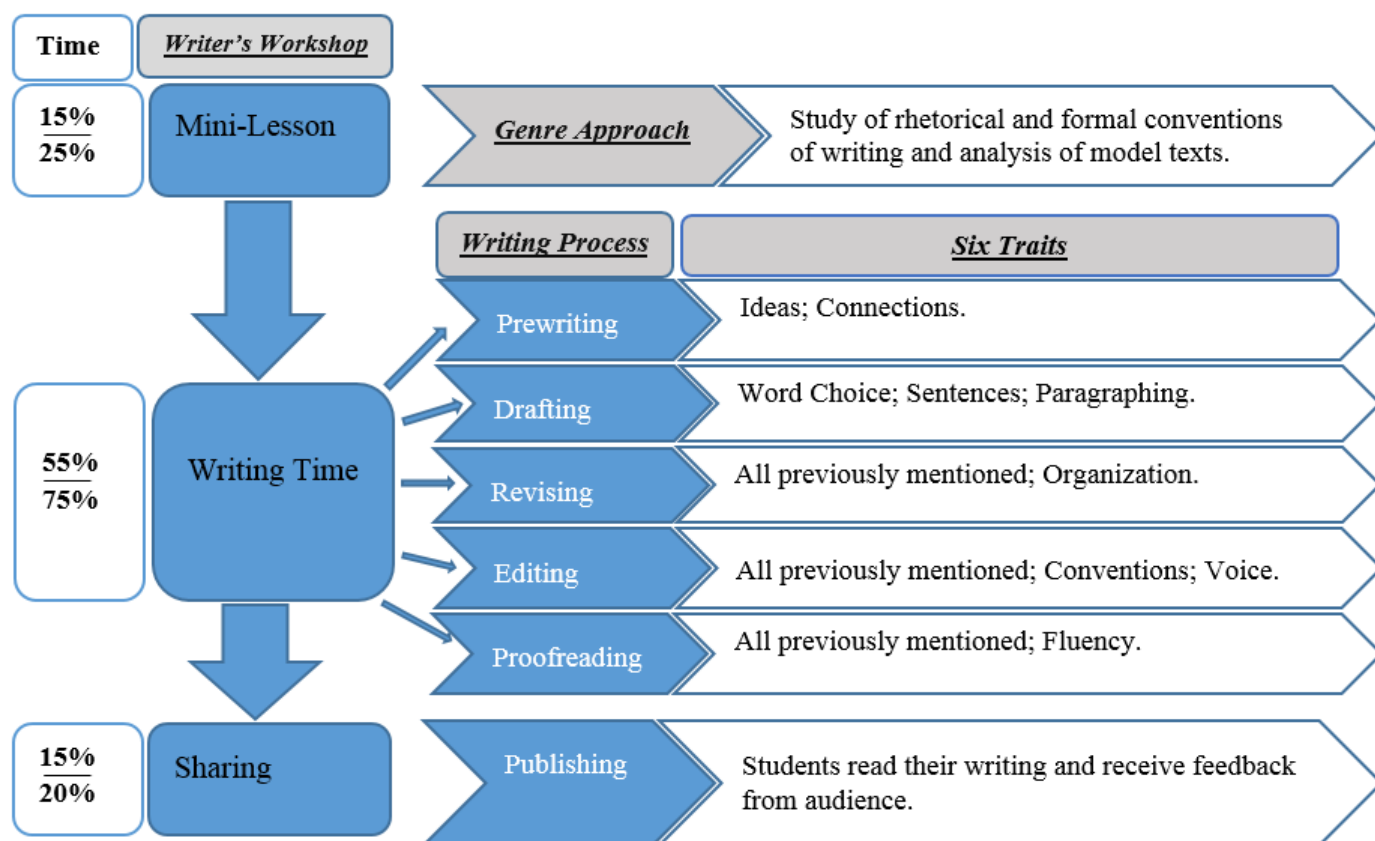 Time
Writer's Workshop
15%
25%
Mini-Lesson
Genre Approach
Study of rhetorical and formal conventions
of writing and analysis of model texts.
Writing Process
Six Traits
Prewriting
Ideas; Connections.
Drafting
Word Choice; Sentences; Paragraphing.
55%
75%
Writing Time
Revising
All previously mentioned; Organization.
Editing
All previously mentioned; Conventions; Voice.
Proofreading
All previously mentioned; Fluency.
15%
20%
Sharing
Publishing
Students read their writing and receive feedback
from audience.